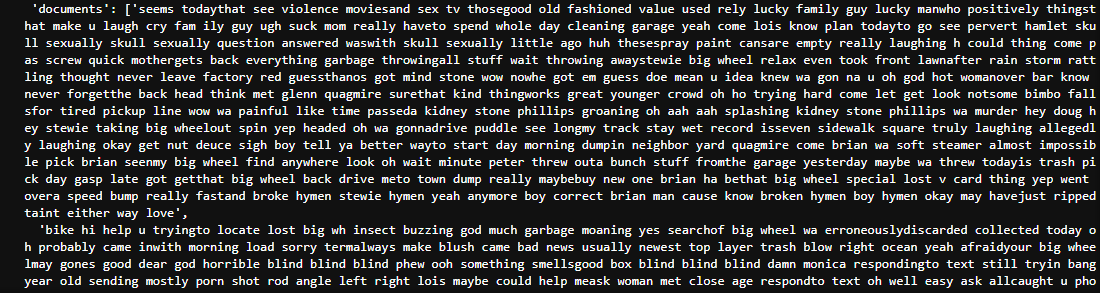 'documents': ['seems todaythat see violence moviesand sex tv thosegood old fashioned value used rely lucky family guy lucky manwho positively thingst
hat make u laugh cry fam ily guy ugh suck mom really haveto spend whole day cleaning garage yeah come lois know plan todayto go see pervert hamlet sku
ll sexually skull sexually question answered waswith skull sexually little ago huh thesespray paint cansare empty really laughing h could thing come p
as screw quick mothergets back everything garbage throwingall stuff wait throwing awaystewie big wheel relax even took front lawnafter rain storm ratt
ling thought never leave factory red guessthanos got mind stone wow nowhe got em guess doe mean u idea knew wa gon na u oh god hot womanover bar know
never forgetthe back head think met glenn quagmire surethat kind thingworks great younger crowd oh ho trying hard come let get look notsome bimbo fall
sfor tired pickup line wow wa painful like time passeda kidney stone phillips groaning oh aah aah splashing kidney stone phillips wa murder hey doug h
ey stewie taking big wheelout spin yep headed oh wa gonnadrive puddle see longmy track stay wet record isseven sidewalk square truly laughing allegedl
y laughing okay get nut deuce sigh boy tell ya better wayto start day morning dumpin neighbor yard quagmire come brian wa soft steamer almost impossib
le pick brian seenmy big wheel find anywhere look oh wait minute peter threw outa bunch stuff fromthe garage yesterday maybe wa threw todayis trash pi
ck day gasp late got getthat big wheel back drive meto town dump really maybebuy new one brian ha bethat big wheel special lost v card thing yep went
overa speed bump really fastand broke hymen stewie hymen yeah anymore boy correct brian man cause know broken hymen boy hymen okay may havejust ripped
taint either way love',
'bike hi help u tryingto locate lost big wh insect buzzing god much garbage moaning yes searchof big wheel wa erroneouslydiscarded collected today o
h probably came inwith morning load sorry termalways make blush came bad news usually newest top layer trash blow right ocean yeah afraidyour big whee
lmay gones good dear god horrible blind blind blind phew ooh something smellsgood box blind blind blind damn monica respondingto text still tryin bang
year old sending mostly porn shot rod angle left right lois maybe could help meask woman met close age respondto text oh well easy ask allcaught u pho